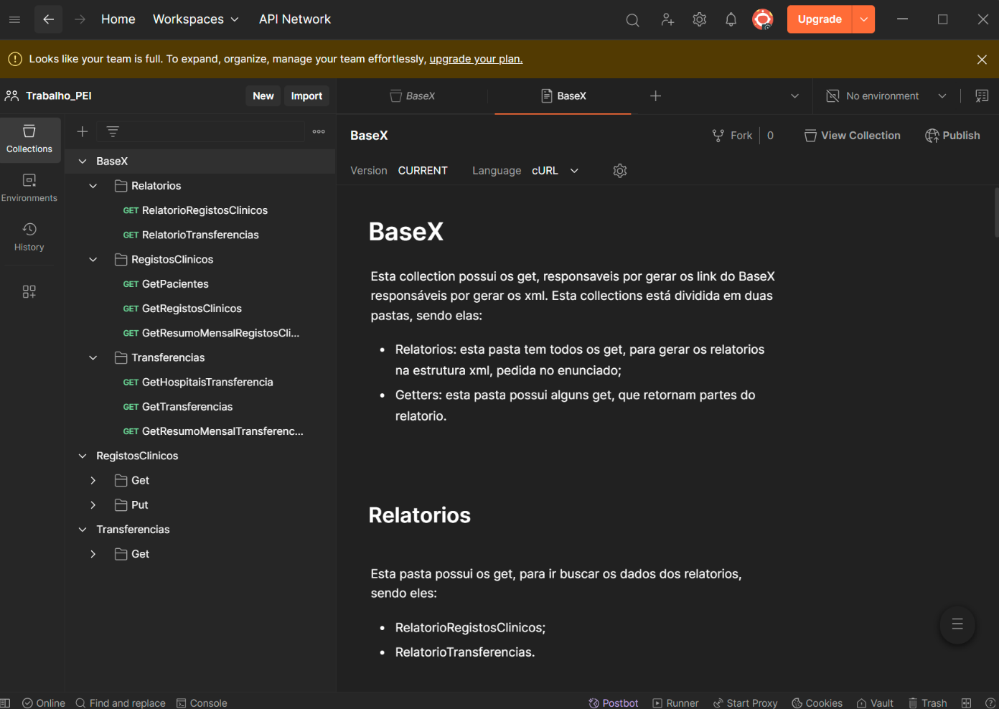 Home Workspaces API Network Upgrade
Looks like your team is full. To expand, organize, manage your team effortlessly, upgrade your plan.
Trabalho_PEI New Import BaseX BaseX No environment
Collections
Environments
History
BaseX
Relatorios
GET RelatorioRegistosClinicos
GET RelatorioTransferencias
RegistosClinicos
GET GetPacientes
GET GetRegistosClinicos
GET GetResumoMensalRegistosCli...
Transferencias
GET GetHospitaisTransferencia
GET GetTransferencias
GET GetResumoMensalTransferenc...
RegistosClinicos
Get
Put
Transferencias
Get
BaseX Fork 0 View Collection Publish
Version CURRENT Language cURL
BaseX
Esta collection possui os get, responsaveis por gerar os link do BaseX
responsáveis por gerar os xml. Esta collections está dividida em duas
pastas, sendo elas:
• Relatorios: esta pasta tem todos os get, para gerar os relatorios
na estrutura xml, pedida no enunciado;
• Getters: esta pasta possui alguns get, que retornam partes do
relatorio.
Relatorios
Esta pasta possui os get, para ir buscar os dados dos relatorios,
sendo eles:
• RelatorioRegistosClinicos;
• RelatorioTransferencias.
Online Find and replace Console Postbot Runner Start Proxy Cookies Vault Trash